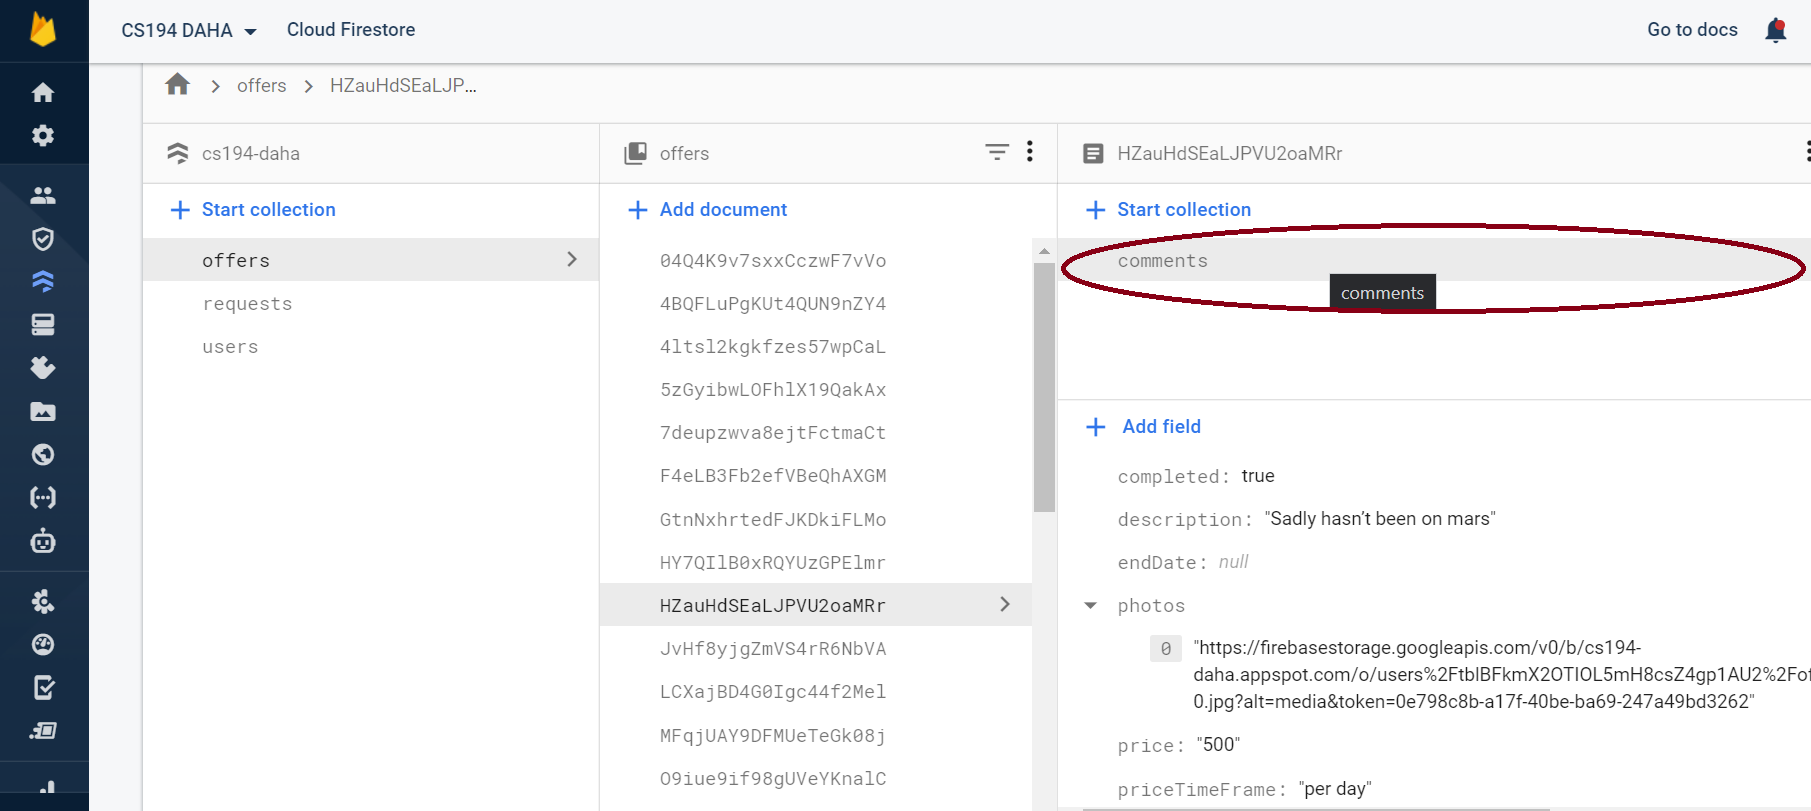 CS194 DAHA Cloud Firestore Go to docs
offers HZauHdSEaLJP...
cs194-daha
offers
HZauHdSEaLJPVU2oaMRr
Start collection
offers
requests
users
Add document
04Q4K9v7sxxCczwF7vVo
4BQFLuPgKUt4QUN9nZY4
4ltsl2kgkfzes57wpCaL
5zGyibwLOFhlX19QakAx
7deupzwva8ejtFctmaCt
F4eLB3Fb2efVBeQhAXGM
GtnNxhrtedFJKDkiFLMo
HY7QIlB0xRQYUzGPElmr
HZauHdSEaLJPVU2oaMRr
JvHf8yjgZmVS4rR6NbVA
LCXajBD4G0Igc44f2Mel
MFqjUAY9DFMUeTeGk08j
O9iue9if98gUVeYKnalC
Start collection
comments
comments
Add field
completed: true
description: "Sadly hasn’t been on mars"
endDate: null
photos
0 "https://firebasestorage.googleapis.com/v0/b/cs194-
daha.appspot.com/o/users%2FtblBFkmX2OTIOL5mH8csZ4gp1AU2%2Fof
0.jpg?alt=media&token=0e798c8b-a17f-40be-ba69-247a49bd3262"
price: "500"
priceTimeFrame: "per day"